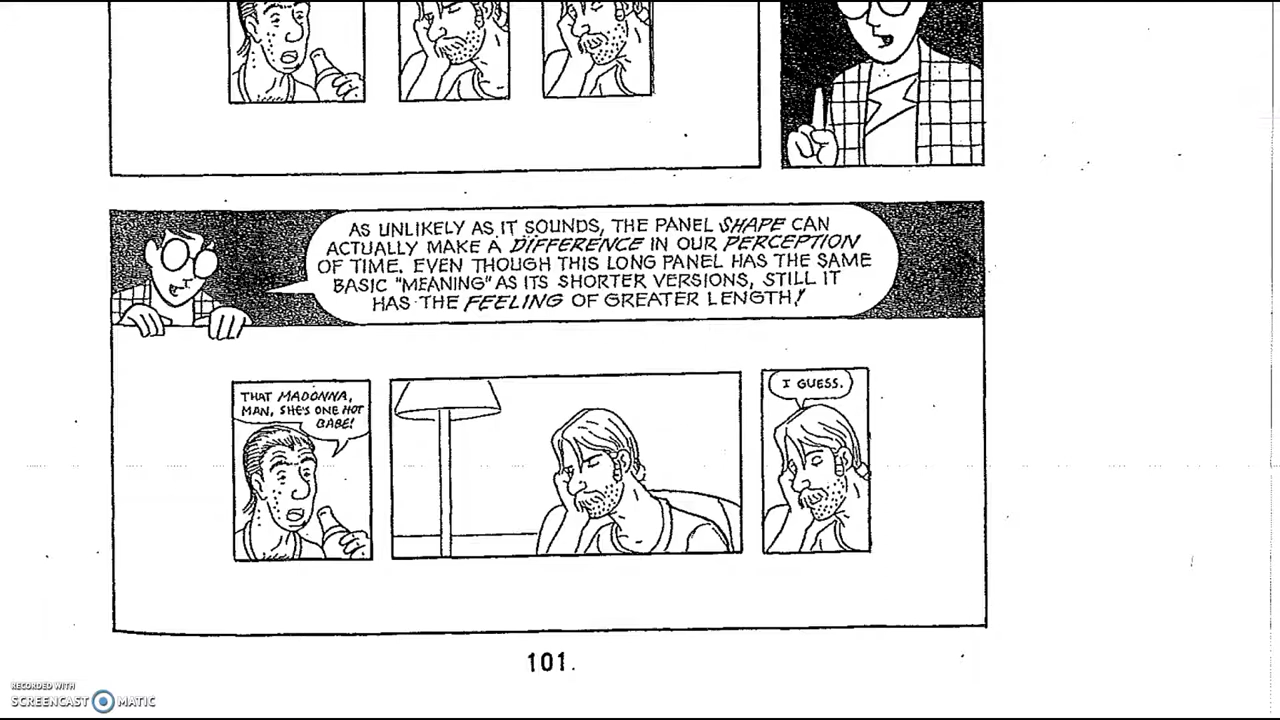 AS UNLIKELY AS IT SOUNDS, THE PANEL SHAPE CAN
ACTUALLY MAKE A DIFFERENCE IN OUR PERCEPTION
OF TIME. EVEN THOUGH THIS LONG PANEL HAS THE SAME
BASIC "MEANING" AS ITS SHORTER VERSIONS, STILL IT
HAS THE FEELING OF GREATER LENGTH!
THAT MADONNA,
MAN, SHE'S ONE HOT
BABE!
I GUESS.
101.
RECORDED WITH
SCREENCAST MATIC